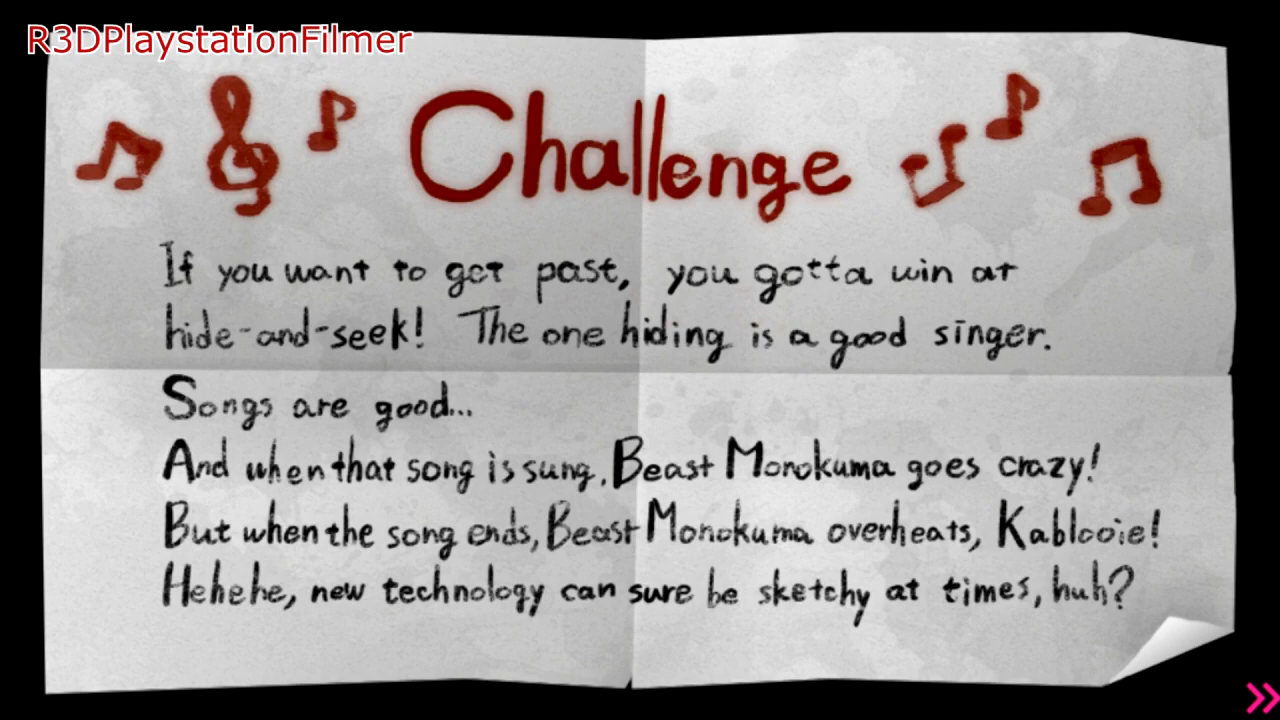 R3DPlaystationFilmer
Challenge
If you want to get past, you gotta win at
hide-and-seek! The one hiding is a good singer.
Songs are good...
And when that song is sung, Beast Monokuma goes crazy!
But when the song ends, Beast Monokuma overheats, Kablooie!
Hehehe, new technology can sure be sketchy at times, huh?